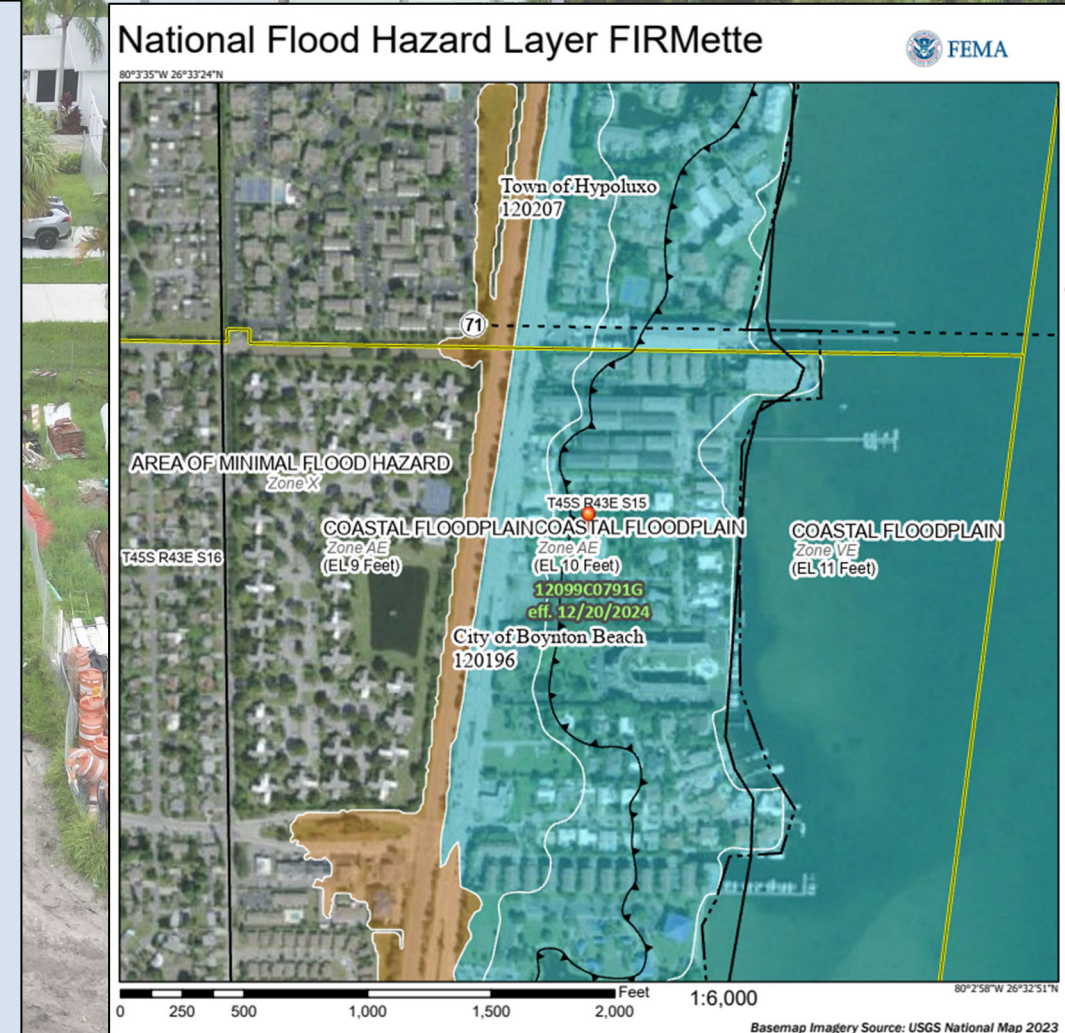 National Flood Hazard Layer FIRMette
FEMA
80°3'35"W 26°33'24"N
Town of Hypoluxo
120207
71
AREA OF MINIMAL FLOOD HAZARD
Zone X
T45S R43E S15
COASTAL FLOODPLAIN
Zone AE
(EL 9 Feet)
COASTAL FLOODPLAIN
Zone AE
(EL 10 Feet)
COASTAL FLOODPLAIN
Zone VE
(EL 11 Feet)
T45S R43E S16
12099C0791G
eff. 12/20/2024
City of Boynton Beach
120196
80°2'58"W 26°32'51"N
Feet
1:6,000
0 250 500 1,000 1,500 2,000
Basemap Imagery Source: USGS National Map 2023